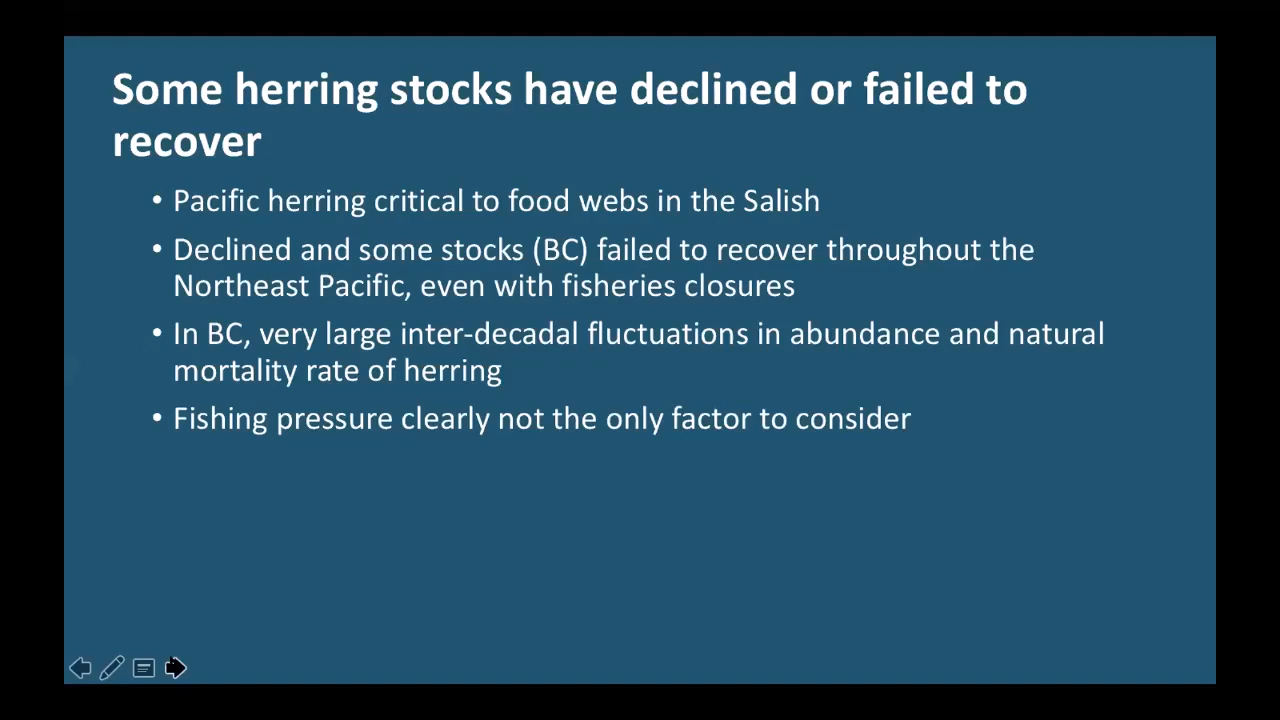 Some herring stocks have declined or failed to
recover
• Pacific herring critical to food webs in the Salish
• Declined and some stocks (BC) failed to recover throughout the
Northeast Pacific, even with fisheries closures
• In BC, very large inter-decadal fluctuations in abundance and natural
mortality rate of herring
• Fishing pressure clearly not the only factor to consider